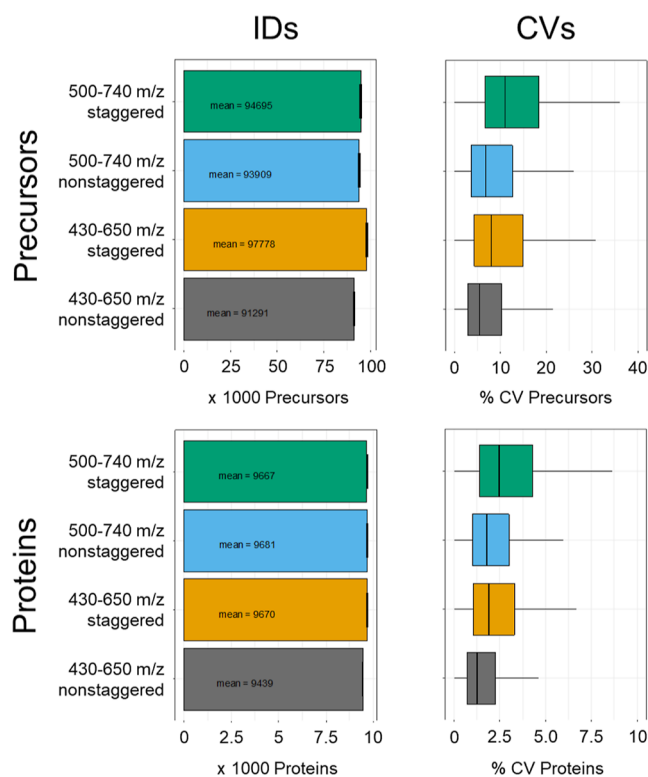 IDs
CVs
Precursors
500-740 m/z
staggered
500-740 m/z
nonstaggered
430-650 m/z
staggered
430-650 m/z
nonstaggered
mean = 94695
mean = 93909
mean = 97778
mean = 91291
0 25 50 75 100
x 1000 Precursors
0 10 20 30 40
% CV Precursors
Proteins
500-740 m/z
staggered
500-740 m/z
nonstaggered
430-650 m/z
staggered
430-650 m/z
nonstaggered
mean = 9667
mean = 9681
mean = 9670
mean = 9439
0 2.5 5 7.5 10
x 1000 Proteins
0 2.5 5.0 7.5 10
% CV Proteins